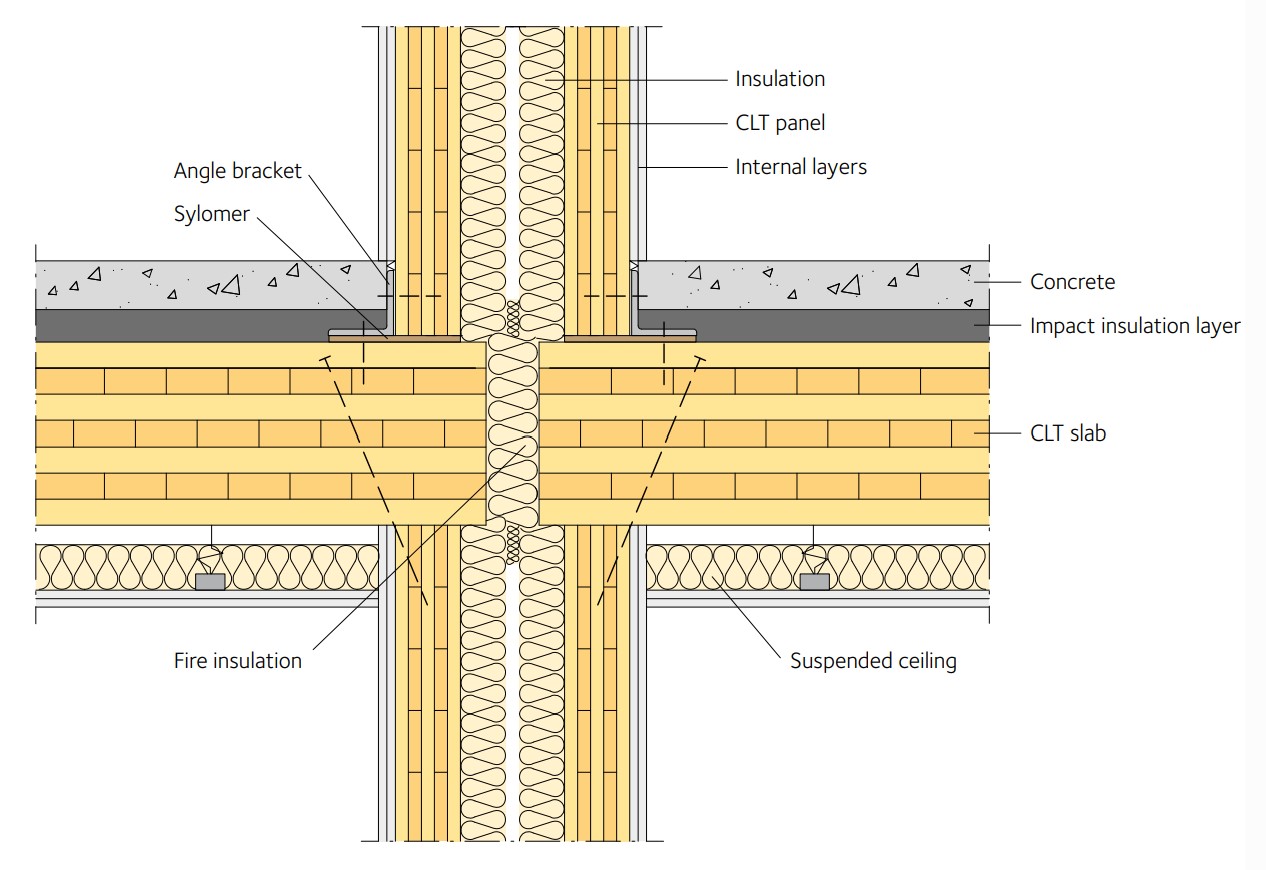 Insulation
CLT panel
Internal layers
Angle bracket
Sylomer
Concrete
Impact insulation layer
CLT slab
Fire insulation
Suspended ceiling